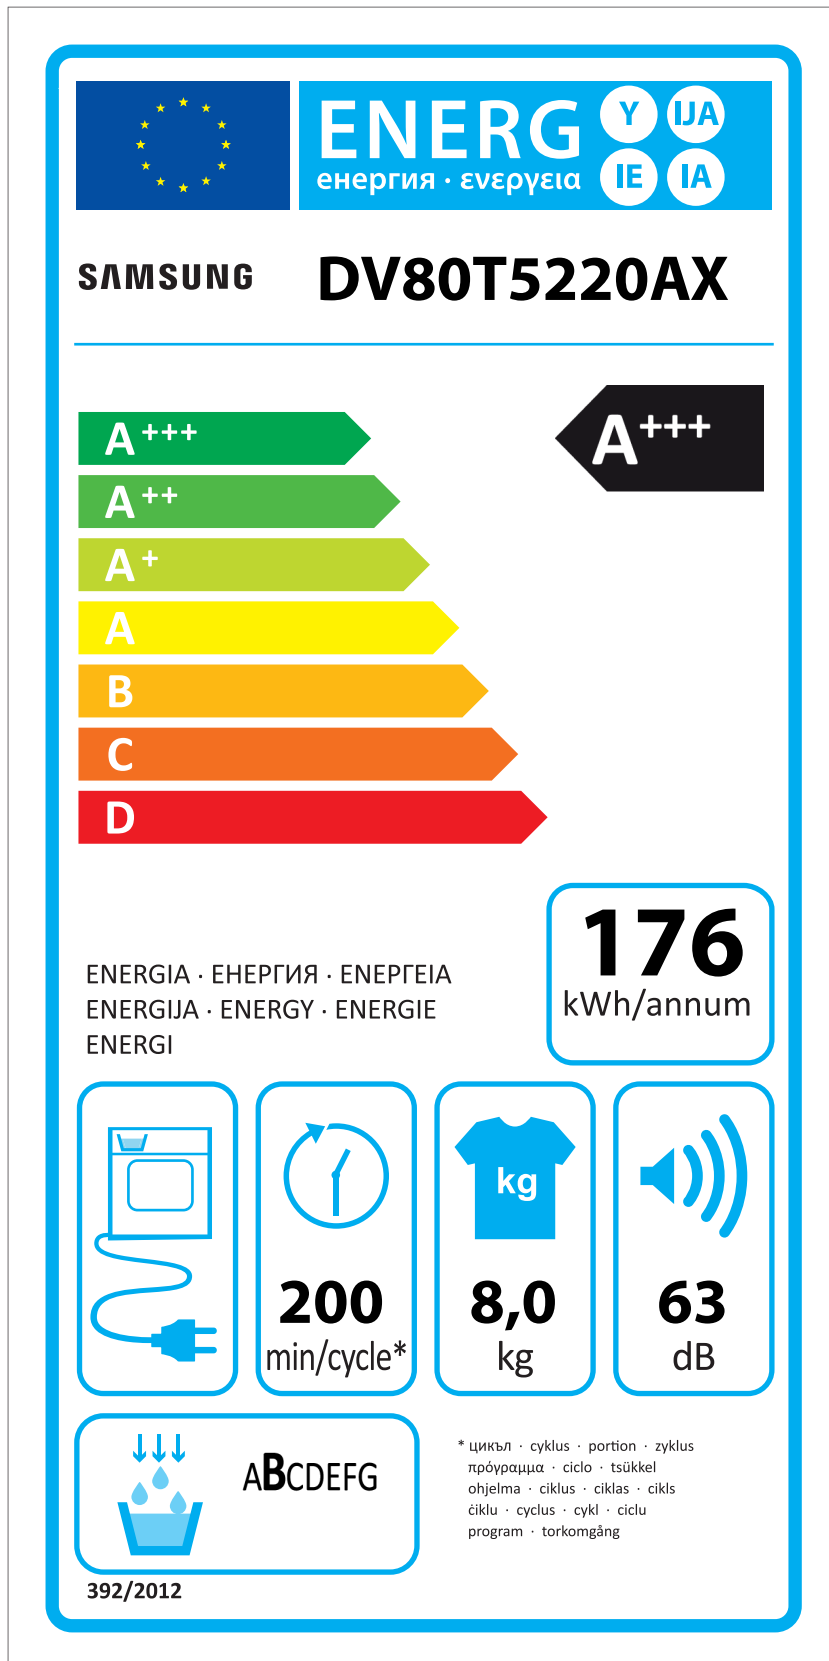 ENERG Y IJA
енергия · ενεργεια IE IA
SAMSUNG DV80T5220AX
A+++
A+++
A++
A+
A
B
C
D
176
kWh/annum
ENERGIA · ЕНЕРГИЯ · ΕΝΕΡΓΕΙΑ
ENERGIJA · ENERGY · ENERGIE
ENERGI
kg
200
min/cycle*
8,0
kg
63
dB
ABCDEFG
* цикъл · cyklus · portion · zyklus
πρόγραμμα · ciclo · tsükkel
ohjelma · ciklus · ciklas · cikls
ċiklu · cyclus · cykl · ciclu
program · torkomgång
392/2012